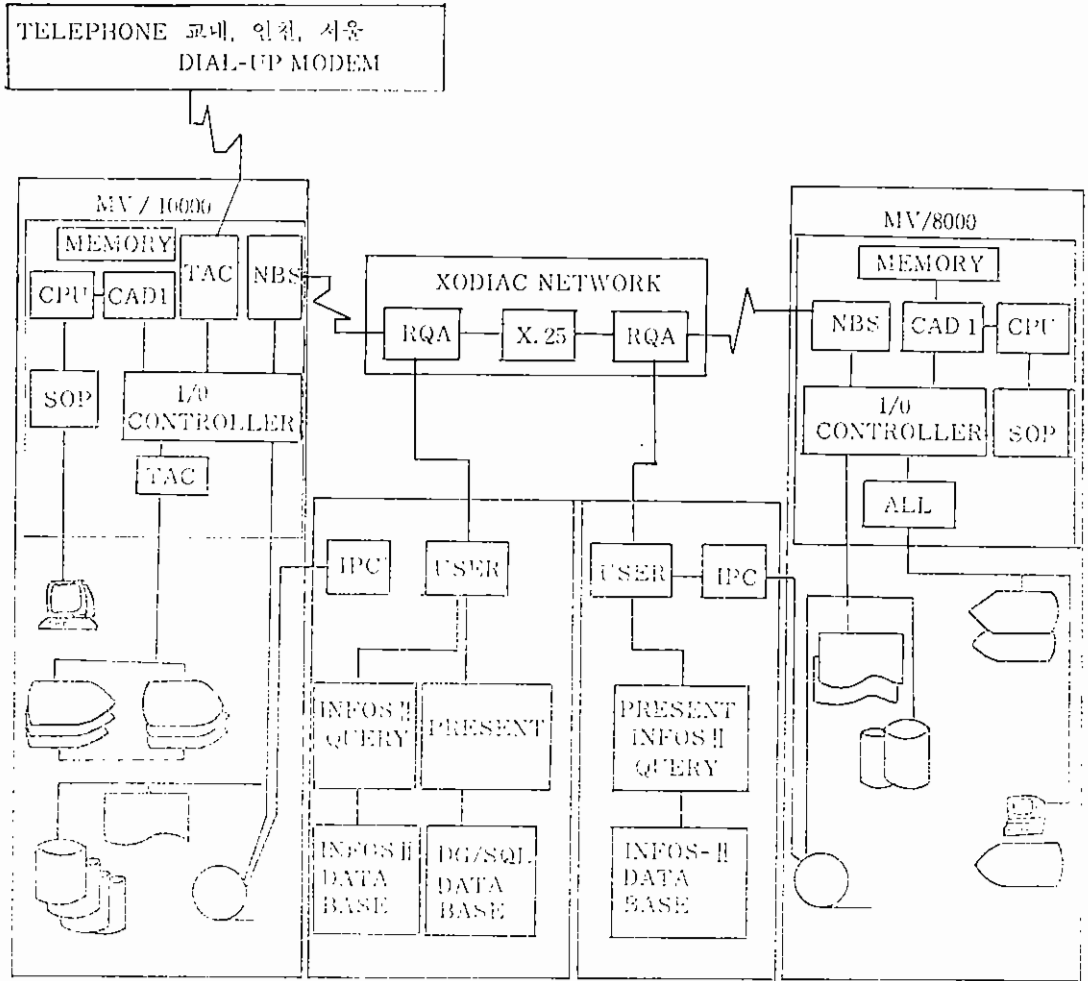 TELEPHONE 교내, 인천, 서울
DIAL-UP MODEM
MV/10000
MEMORY
TAC
NBS
CPU
CAD1
SOP
I/O
CONTROLLER
TAC
XODIAC NETWORK
RQA
X.25
RQA
MV/8000
MEMORY
NBS
CAD 1
CPU
I/O
CONTROLLER
SOP
ALL
IPC
USER
USER
IPC
INFOS II
QUERY
PRESENT
PRESENT
INFOS II
QUERY
INFOS II
DATA
BASE
DG/SQL
DATA
BASE
INFOS-II
DATA
BASE